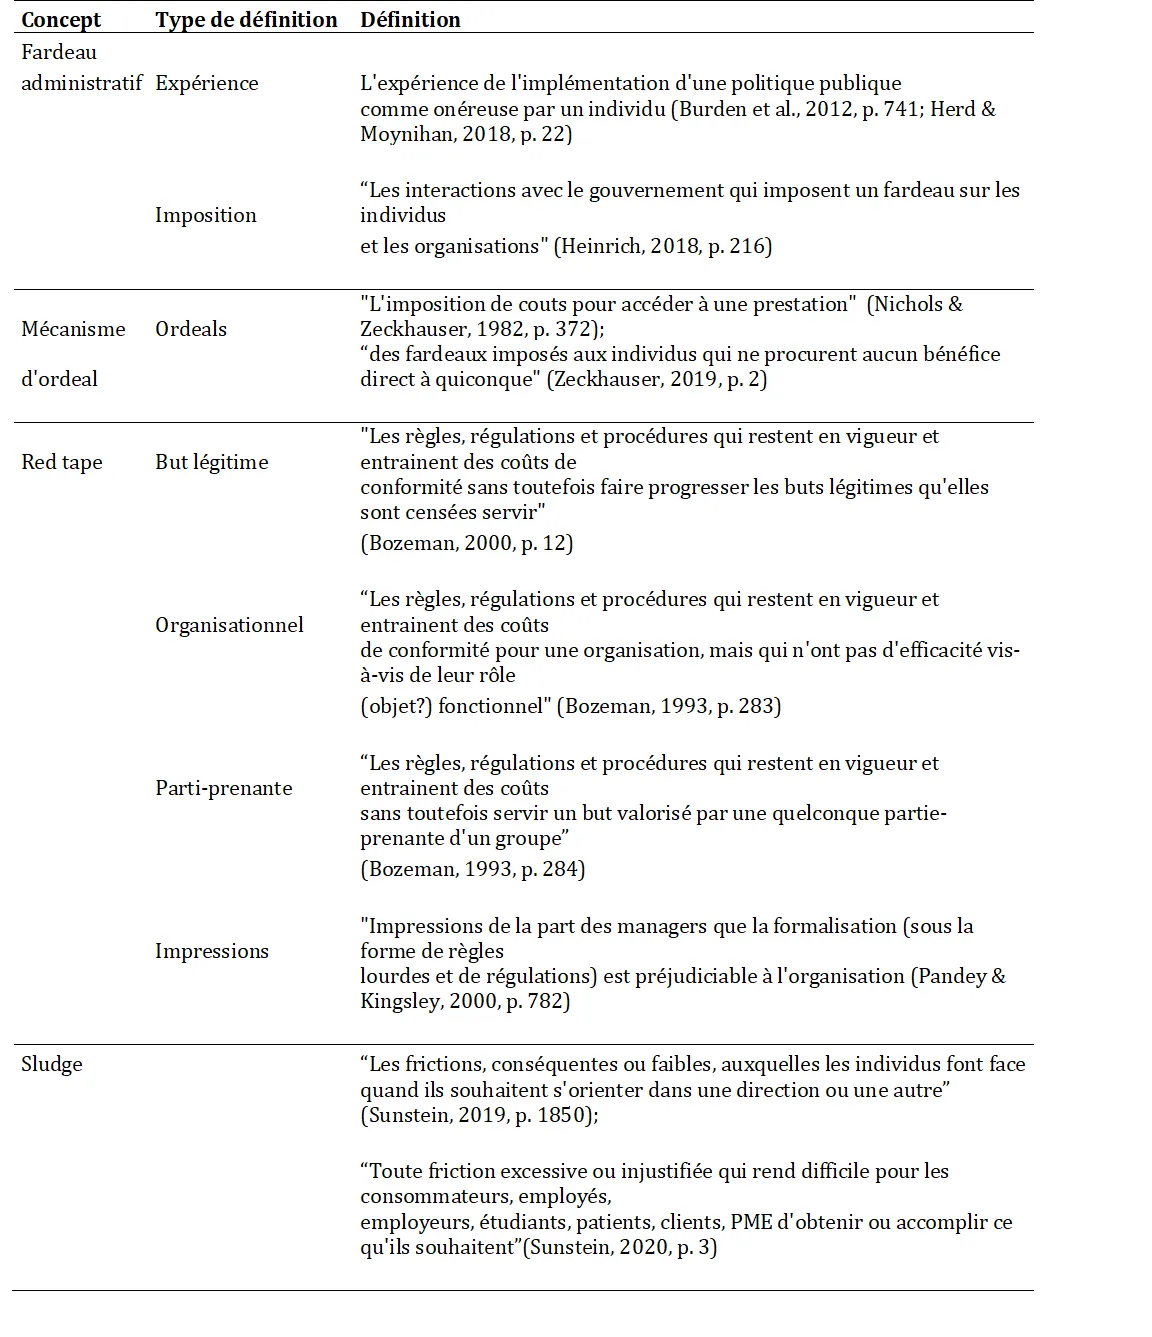 Concept Type de définition Définition
Fardeau
administratif Expérience L'expérience de l'implémentation d'une politique publique
comme onéreuse par un individu (Burden et al., 2012, p. 741; Herd &
Moynihan, 2018, p. 22)
“Les interactions avec le gouvernement qui imposent un fardeau sur les
Imposition individus
et les organisations" (Heinrich, 2018, p. 216)
"L'imposition de couts pour accéder à une prestation" (Nichols &
Mécanisme Ordeals Zeckhauser, 1982, p. 372);
“des fardeaux imposés aux individus qui ne procurent aucun bénéfice
d'ordeal direct à quiconque" (Zeckhauser, 2019, p. 2)
"Les règles, régulations et procédures qui restent en vigueur et
Red tape But légitime entrainent des coûts de
conformité sans toutefois faire progresser les buts légitimes qu'elles
sont censées servir"
(Bozeman, 2000, p. 12)
“Les règles, régulations et procédures qui restent en vigueur et
Organisationnel entrainent des coûts
de conformité pour une organisation, mais qui n'ont pas d'efficacité vis-
à-vis de leur rôle
(objet?) fonctionnel" (Bozeman, 1993, p. 283)
“Les règles, régulations et procédures qui restent en vigueur et
Parti-prenante entrainent des coûts
sans toutefois servir un but valorisé par une quelconque partie-
prenante d'un groupe”
(Bozeman, 1993, p. 284)
"Impressions de la part des managers que la formalisation (sous la
Impressions forme de règles
lourdes et de régulations) est préjudiciable à l'organisation (Pandey &
Kingsley, 2000, p. 782)
Sludge “Les frictions, conséquentes ou faibles, auxquelles les individus font face
quand ils souhaitent s'orienter dans une direction ou une autre”
(Sunstein, 2019, p. 1850);
“Toute friction excessive ou injustifiée qui rend difficile pour les
consommateurs, employés,
employeurs, étudiants, patients, clients, PME d'obtenir ou accomplir ce
qu'ils souhaitent”(Sunstein, 2020, p. 3)